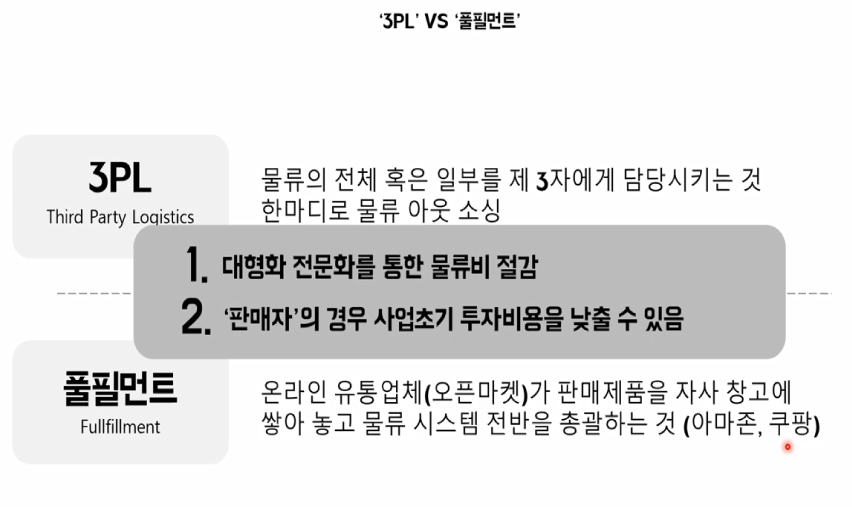 ‘3PL’ VS ‘풀필먼트’
3PL
Third Party Logistics
물류의 전체 혹은 일부를 제 3자에게 담당시키는 것
한마디로 물류 아웃 소싱
1. 대형화 전문화를 통한 물류비 절감
2. ‘판매자’의 경우 사업초기 투자비용을 낮출 수 있음
풀필먼트
Fullfillment
온라인 유통업체(오픈마켓)가 판매제품을 자사 창고에
쌓아 놓고 물류 시스템 전반을 총괄하는 것 (아마존, 쿠팡)